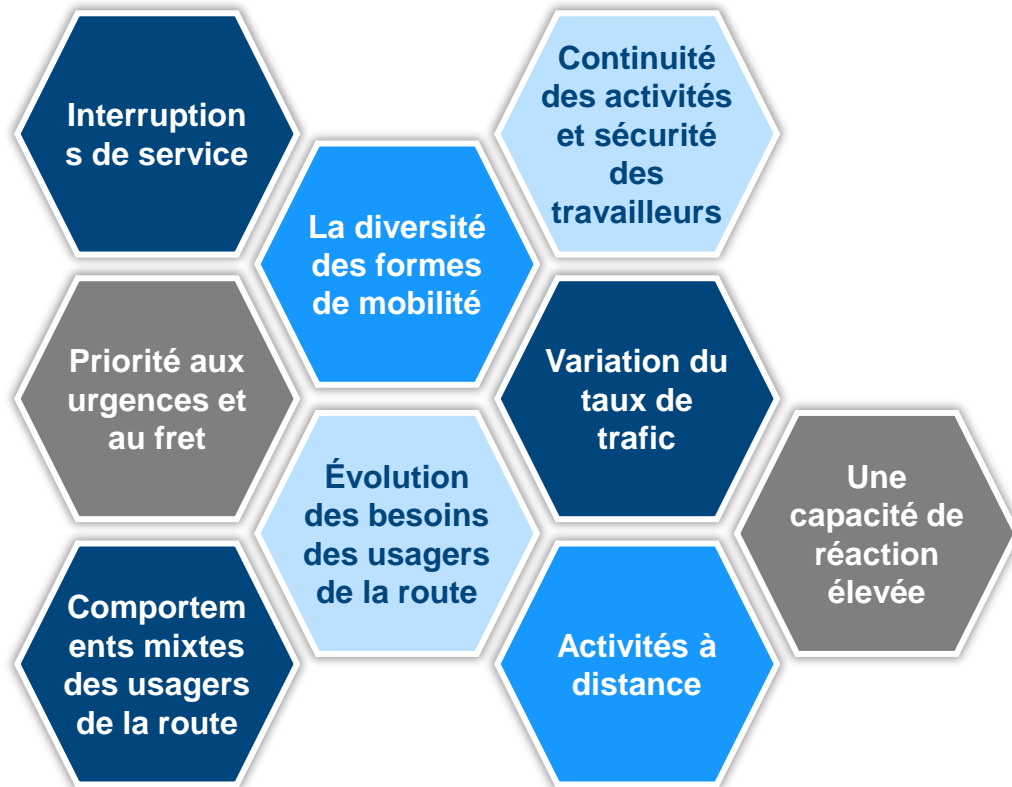 Interruption
s de service
Continuité
des activités
et sécurité
des
travailleurs
La diversité
des formes
de mobilité
Priorité aux
urgences et
au fret
Variation du
taux de
trafic
Évolution
des besoins
des usagers
de la route
Une
capacité de
réaction
élevée
Comportem
ents mixtes
des usagers
de la route
Activités à
distance